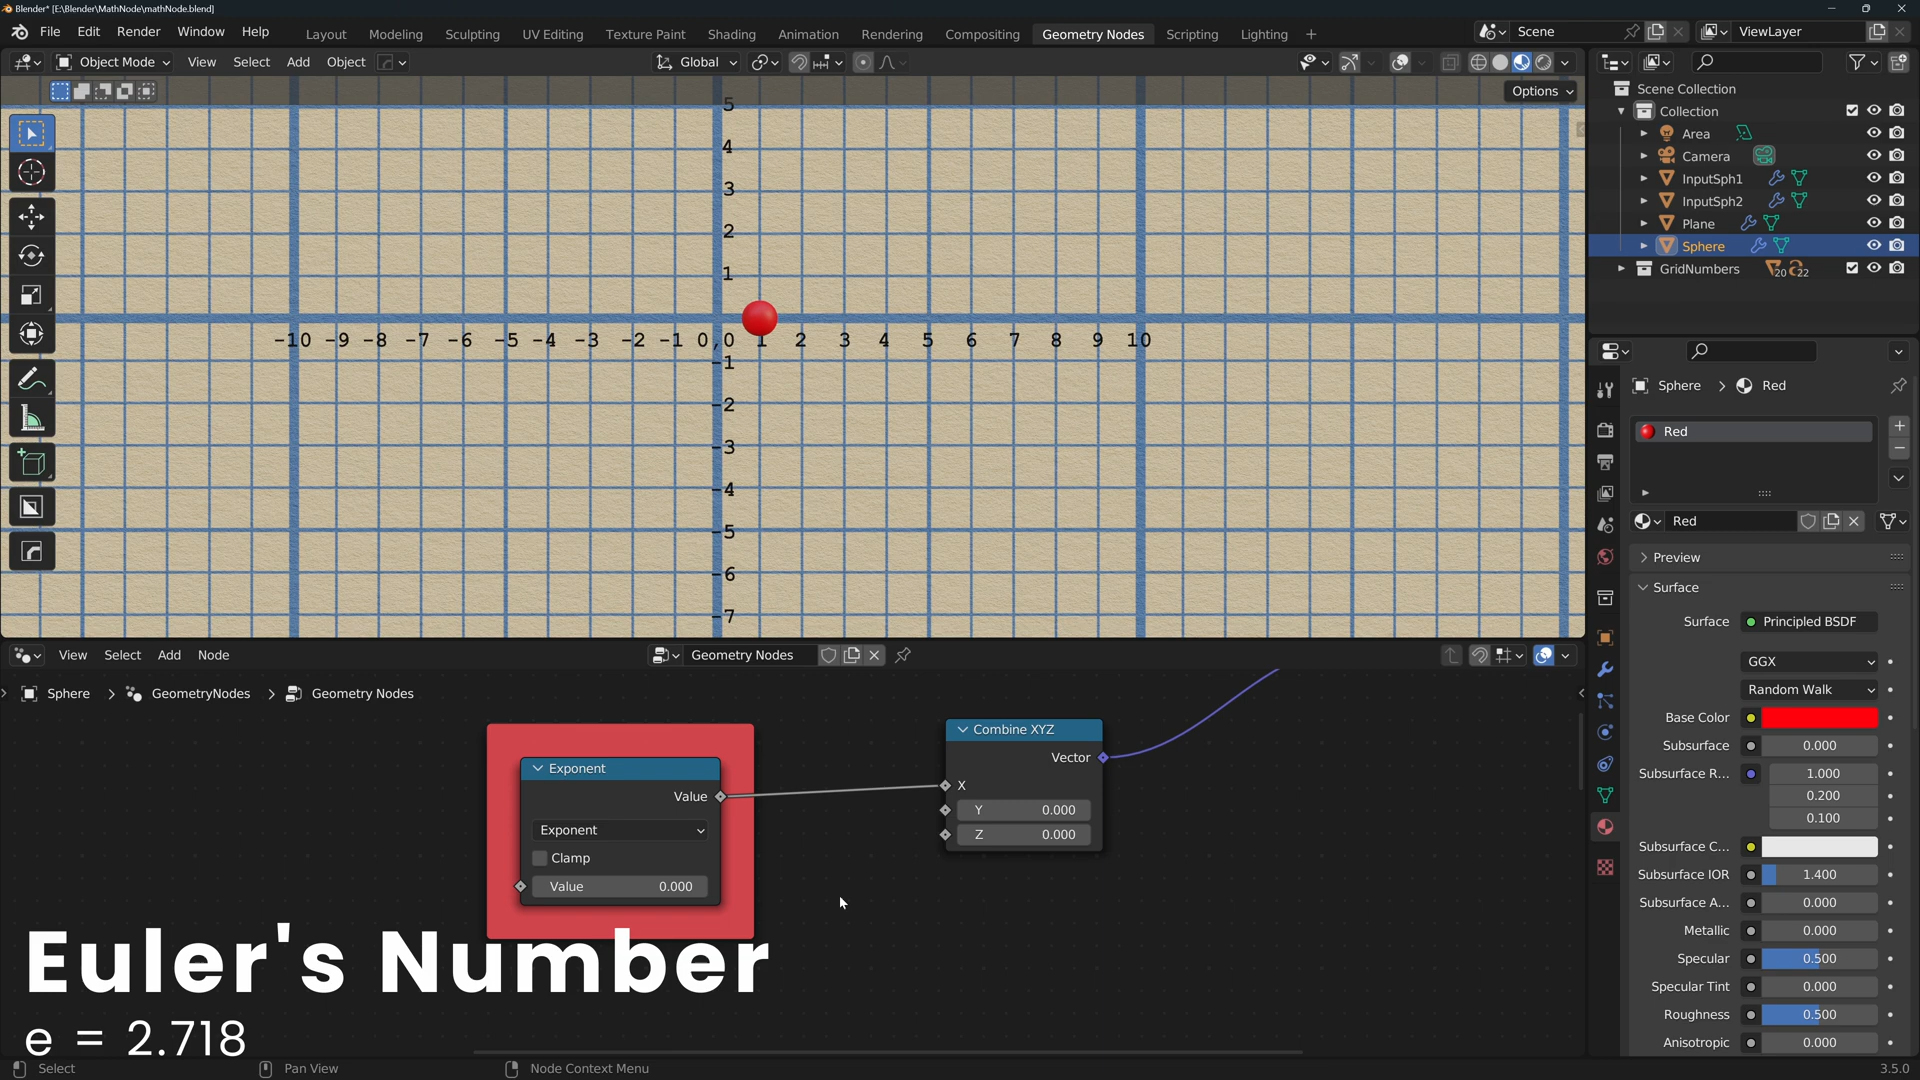 Blender* [E:\Blender\MathNode\mathNode.blend]
File Edit Render Window Help
Layout Modeling Sculpting UV Editing Texture Paint Shading Animation Rendering Compositing Geometry Nodes Scripting Lighting +
Scene
ViewLayer
Object Mode View Select Add Object
Global
Options
5
4
3
2
1
-10 -9 -8 -7 -6 -5 -4 -3 -2 -1 0,0 1 2 3 4 5 6 7 8 9 10
-1
-2
-3
-4
-5
-6
-7
Scene Collection
Collection
Area
Camera
InputSph1
InputSph2
Plane
Sphere
GridNumbers 20 22
Sphere > Red
Red
Red
Preview
Surface
Surface Principled BSDF
GGX
Random Walk
Base Color
Subsurface 0.000
Subsurface R... 1.000
0.200
0.100
Subsurface C...
Subsurface IOR 1.400
Subsurface A... 0.000
Metallic 0.000
Specular 0.500
Specular Tint 0.000
Roughness 0.500
Anisotropic 0.000
View Select Add Node
Geometry Nodes
Sphere > GeometryNodes > Geometry Nodes
Exponent
Value
Exponent
Clamp
Value 0.000
Combine XYZ
Vector
X
Y 0.000
Z 0.000
Euler's Number
e = 2.718
Select
Pan View
Node Context Menu
3.5.0